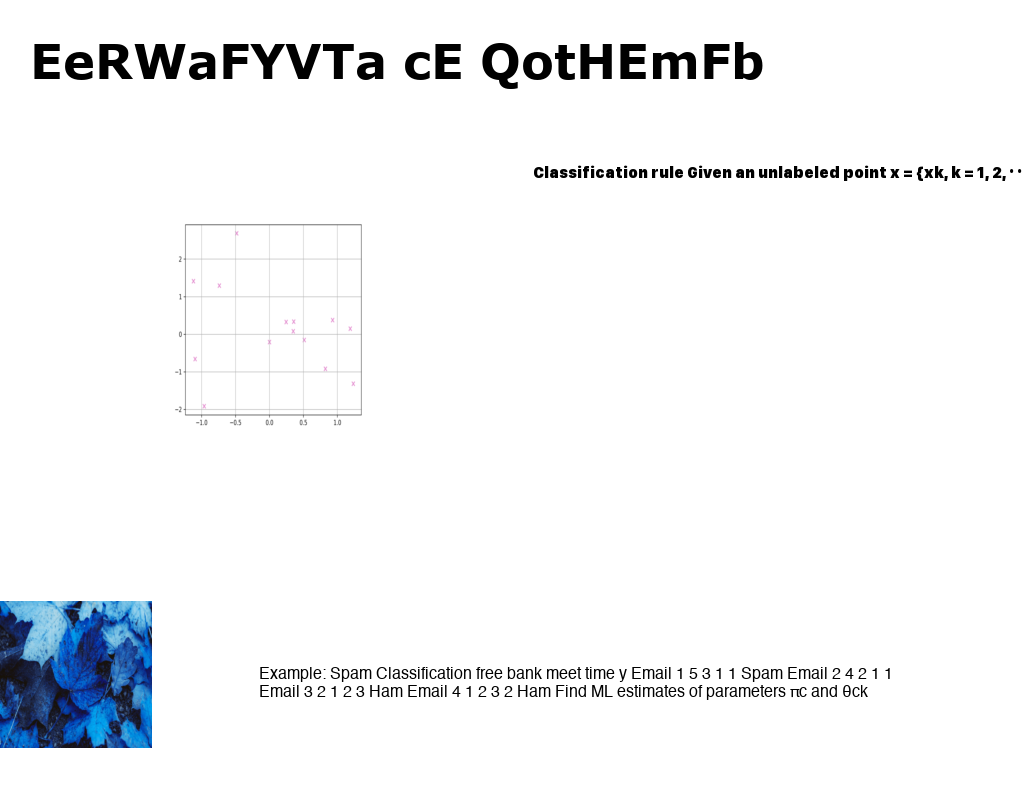 EeRWaFYVTa cE QotHEmFb
Classification rule Given an unlabeled point x = {xk, k = 1, 2, · ·
2
1
0
−1
−2
−1.0 −0.5 0.0 0.5 1.0
Example: Spam Classification free bank meet time y Email 1 5 3 1 1 Spam Email 2 4 2 1 1
Email 3 2 1 2 3 Ham Email 4 1 2 3 2 Ham Find ML estimates of parameters πc and θck